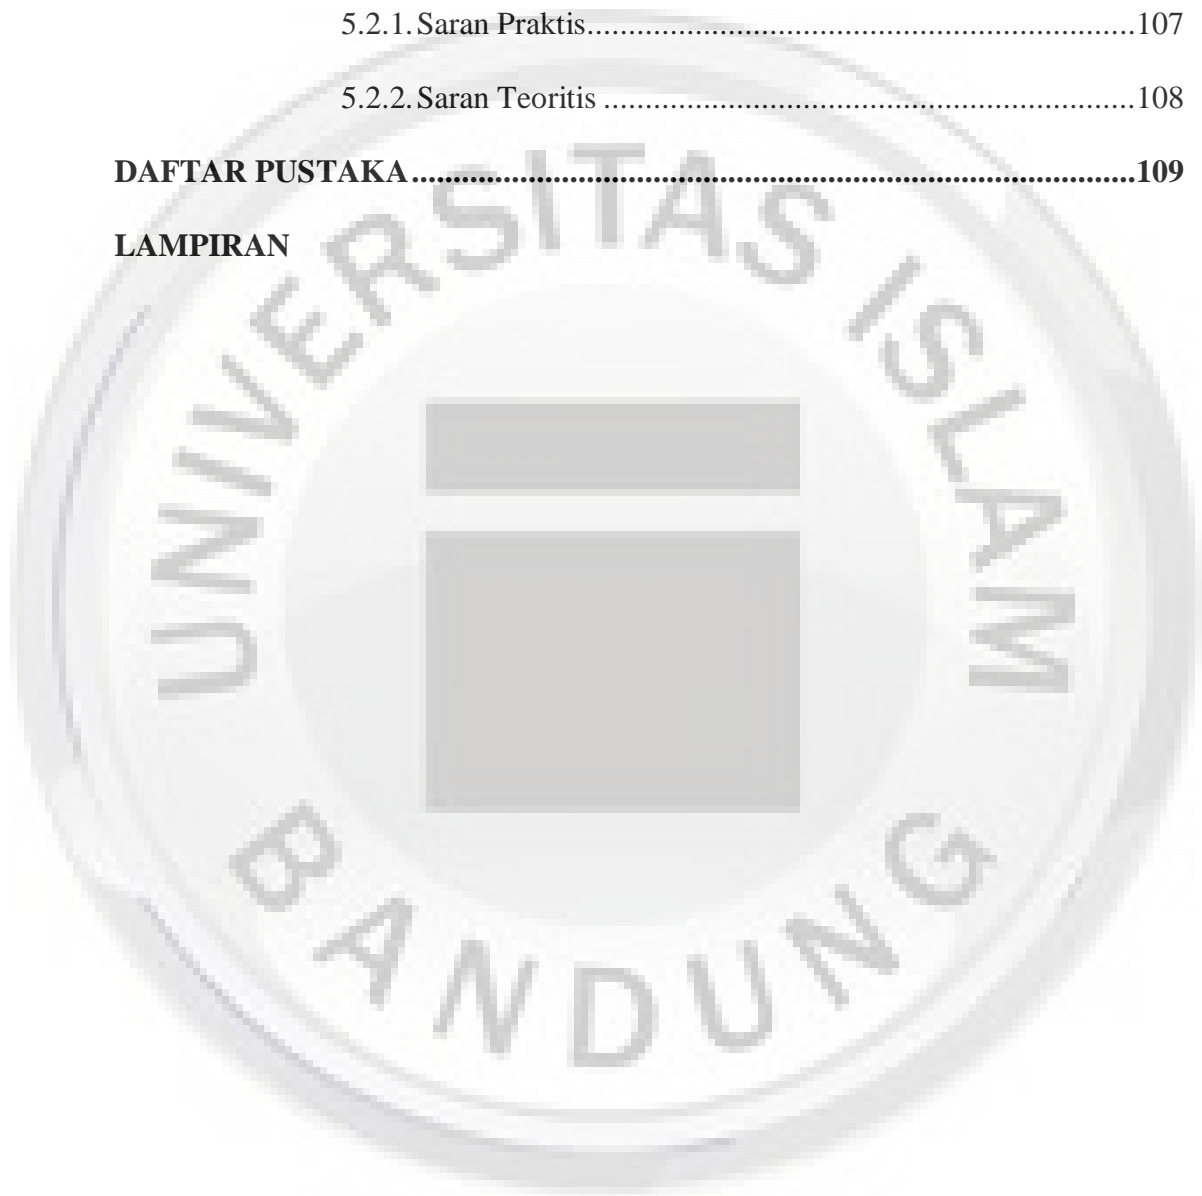 5.2.1. Saran Praktis.................................................................107
5.2.2. Saran Teoritis ...............................................................108
DAFTAR PUSTAKA.......................................................................................109
LAMPIRAN
UNIVERSITAS ISLAM
BANDUNG